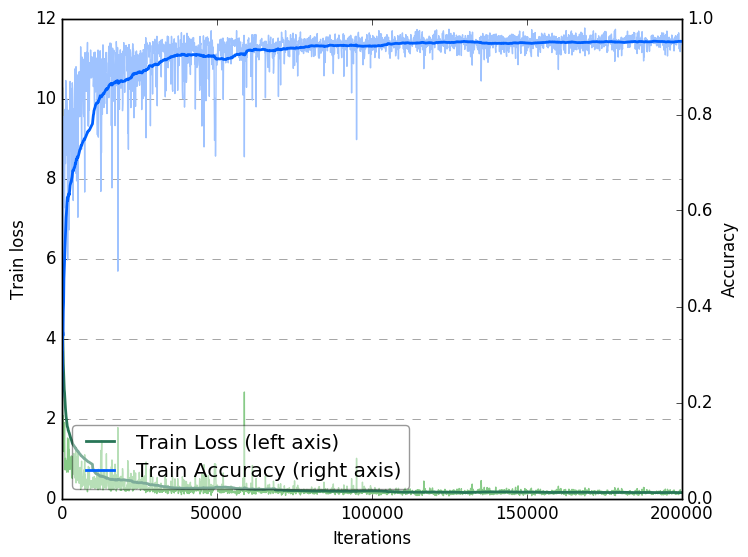 12
10
8
6
4
2
0
Train loss
1.0
0.8
0.6
0.4
0.2
0.0
Accuracy
Train Loss (left axis)
Train Accuracy (right axis)
0 50000 100000 150000 200000
Iterations